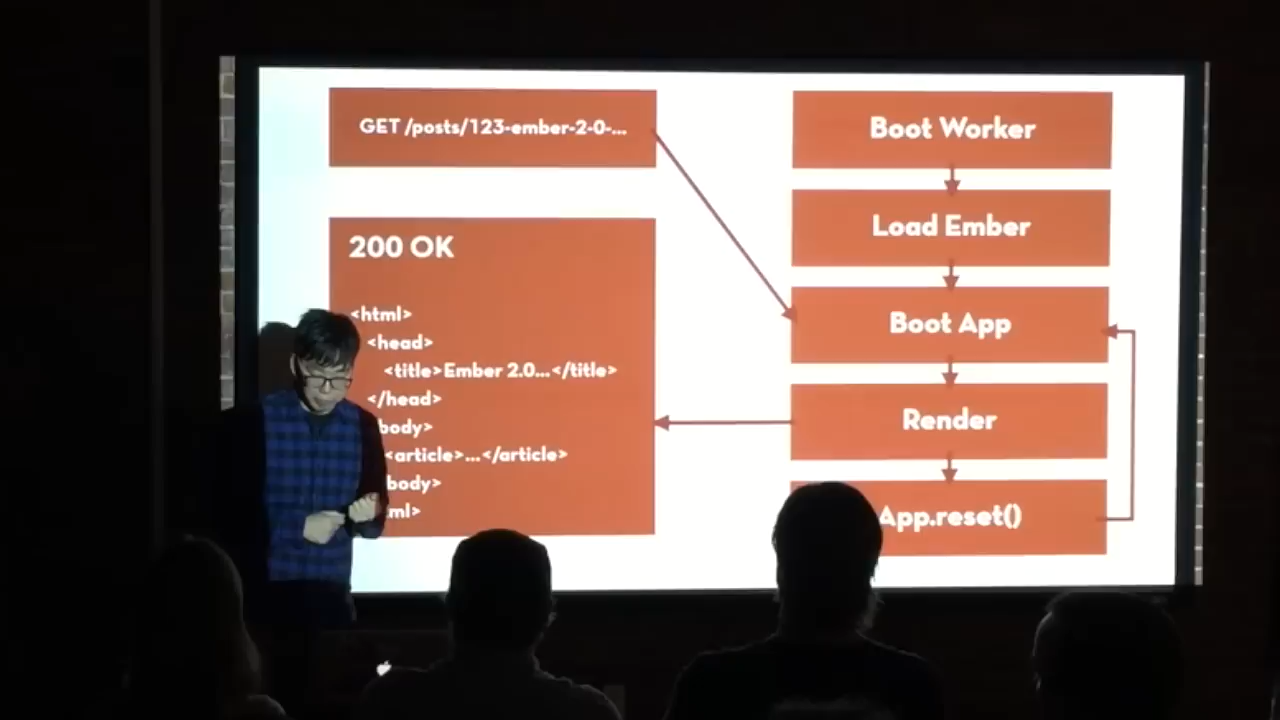 GET /posts/123-ember-2-0-...
200 OK
<html>
<head>
<title>Ember 2.0...</title>
</head>
body>
<article>...</article>
body>
ml>
Boot Worker
Load Ember
Boot App
Render
App.reset()